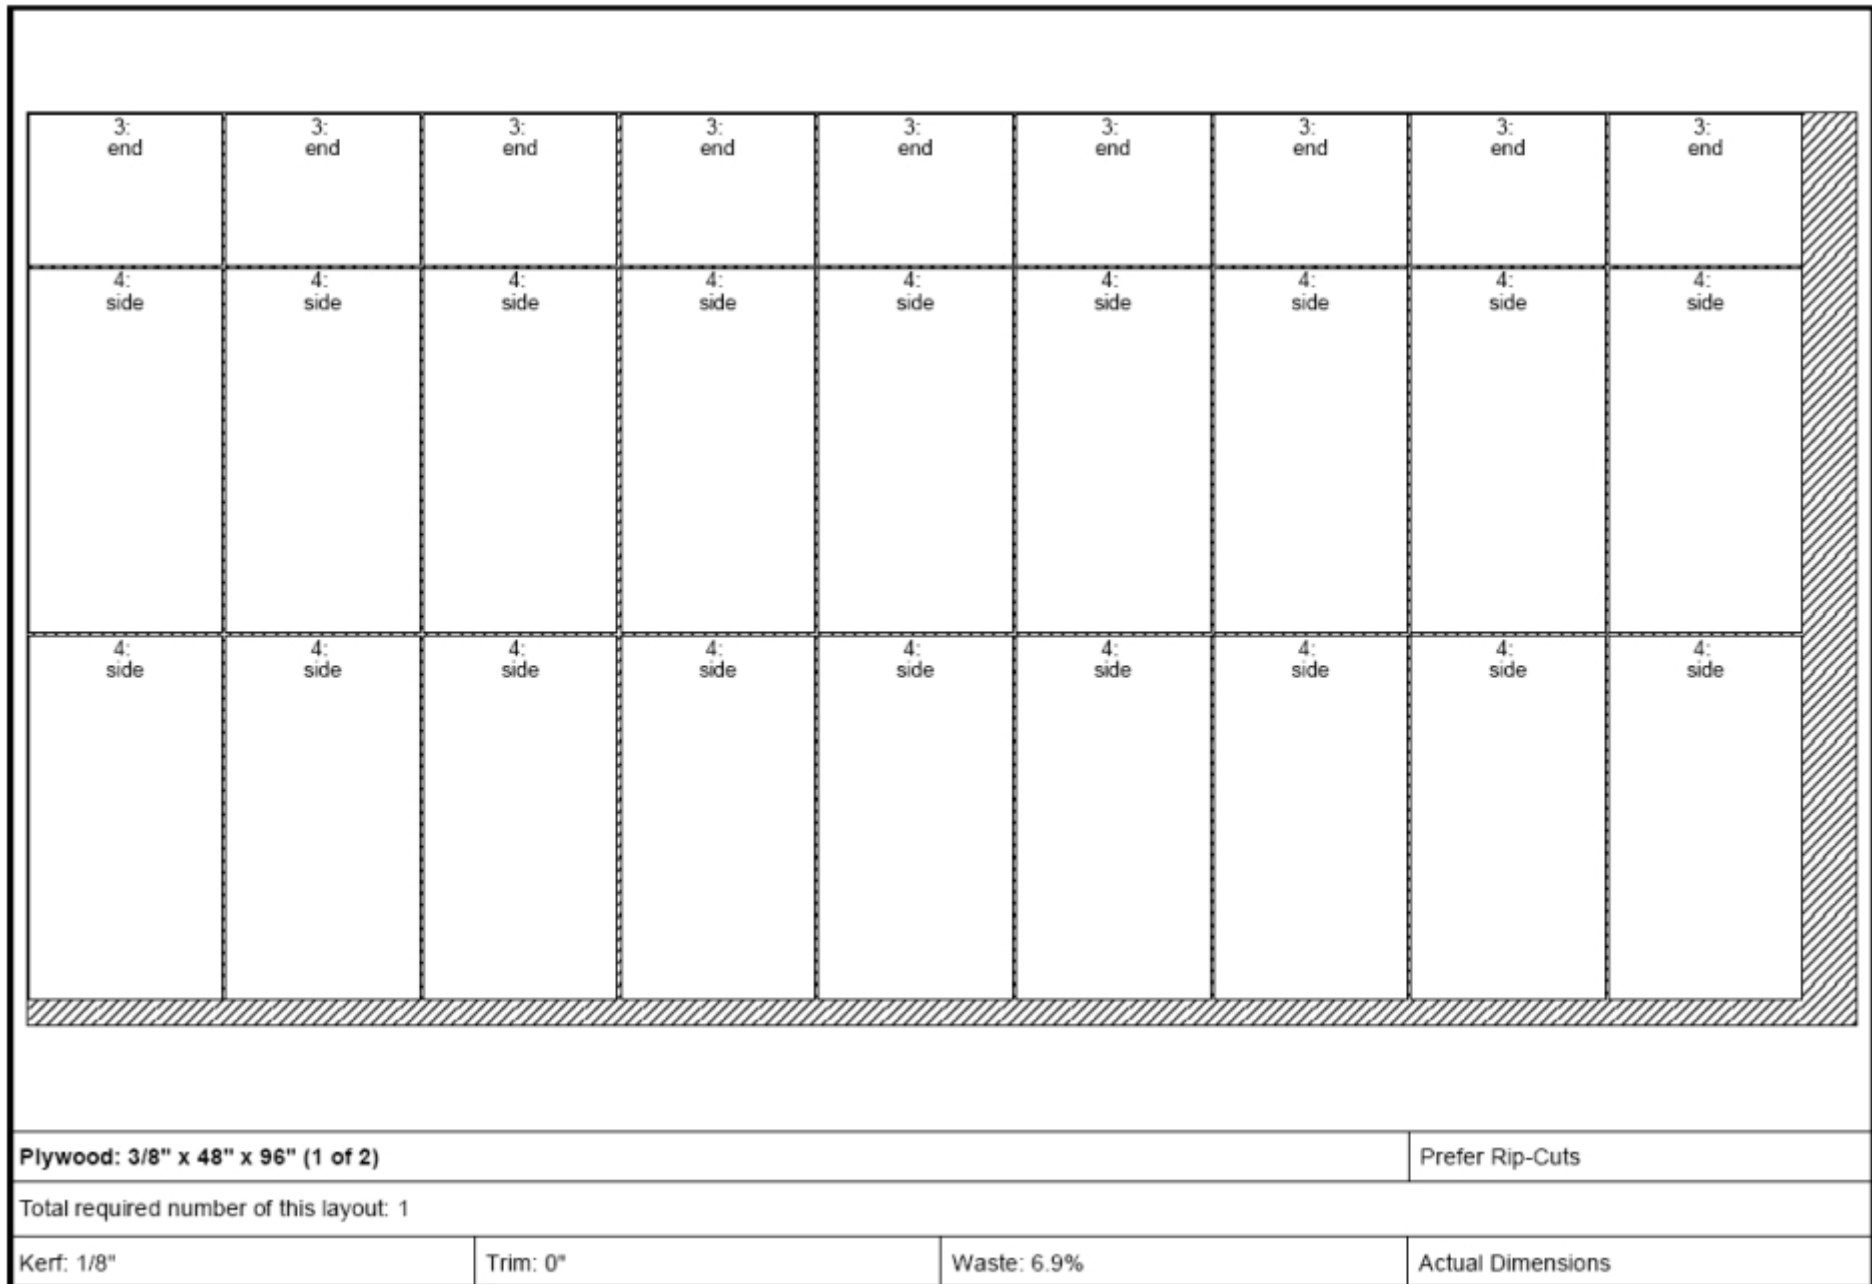 3: 3: 3: 3: 3: 3: 3: 3: 3:
end end end end end end end end end
4: 4: 4: 4: 4: 4: 4: 4: 4:
side side side side side side side side side
4: 4: 4: 4: 4: 4: 4: 4: 4:
side side side side side side side side side
Plywood: 3/8" x 48" x 96" (1 of 2) Prefer Rip-Cuts
Total required number of this layout: 1
Kerf: 1/8" Trim: 0" Waste: 6.9% Actual Dimensions